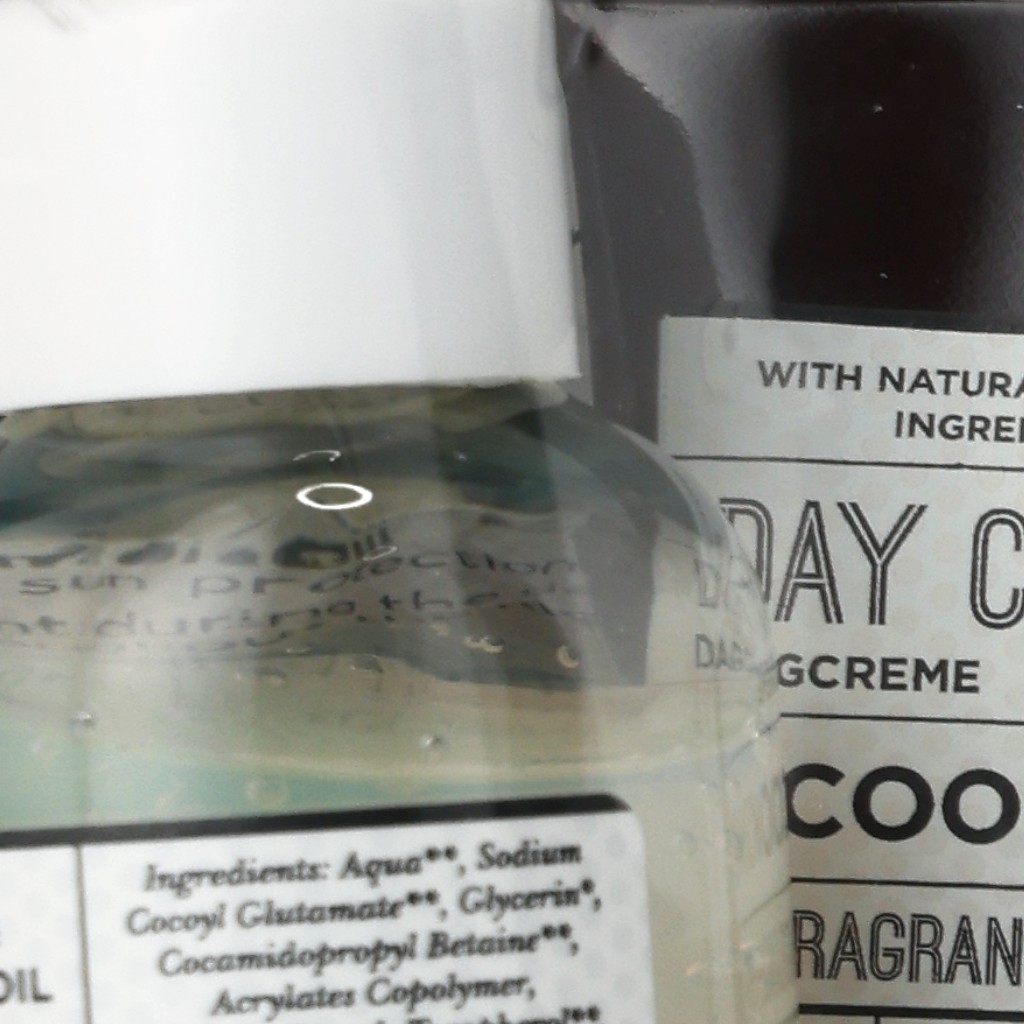 WITH NATURA
INGRE
DAY C
GCREME
COO
RAGRAN
sun protection
Ingredients: Aqua**, Sodium
Cocoyl Glutamate**, Glycerin*,
Cocamidopropyl Betaine**,
Acrylates Copolymer,
OIL